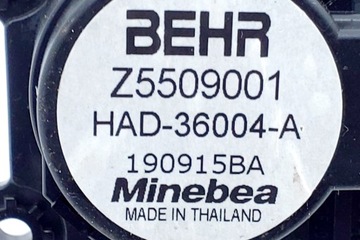 BEHR
Z5509001
HAD-36004-A
190915BA
Minebea
MADE IN THAILAND